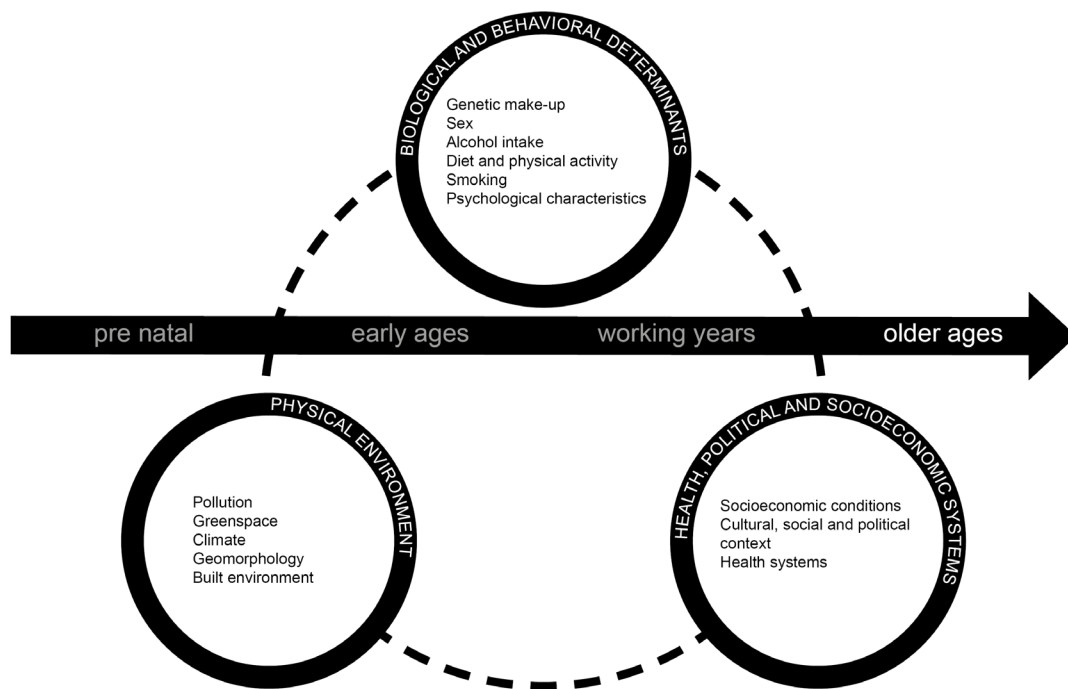 BIOLOGICAL AND BEHAVIORAL DETERMINANTS
Genetic make-up
Sex
Alcohol intake
Diet and physical activity
Smoking
Psychological characteristics
pre natal
early ages
working years
older ages
PHYSICAL ENVIRONMENT
Pollution
Greenspace
Climate
Geomorphology
Built environment
HEALTH, POLITICAL AND SOCIOECONOMIC SYSTEMS
Socioeconomic conditions
Cultural, social and political
context
Health systems